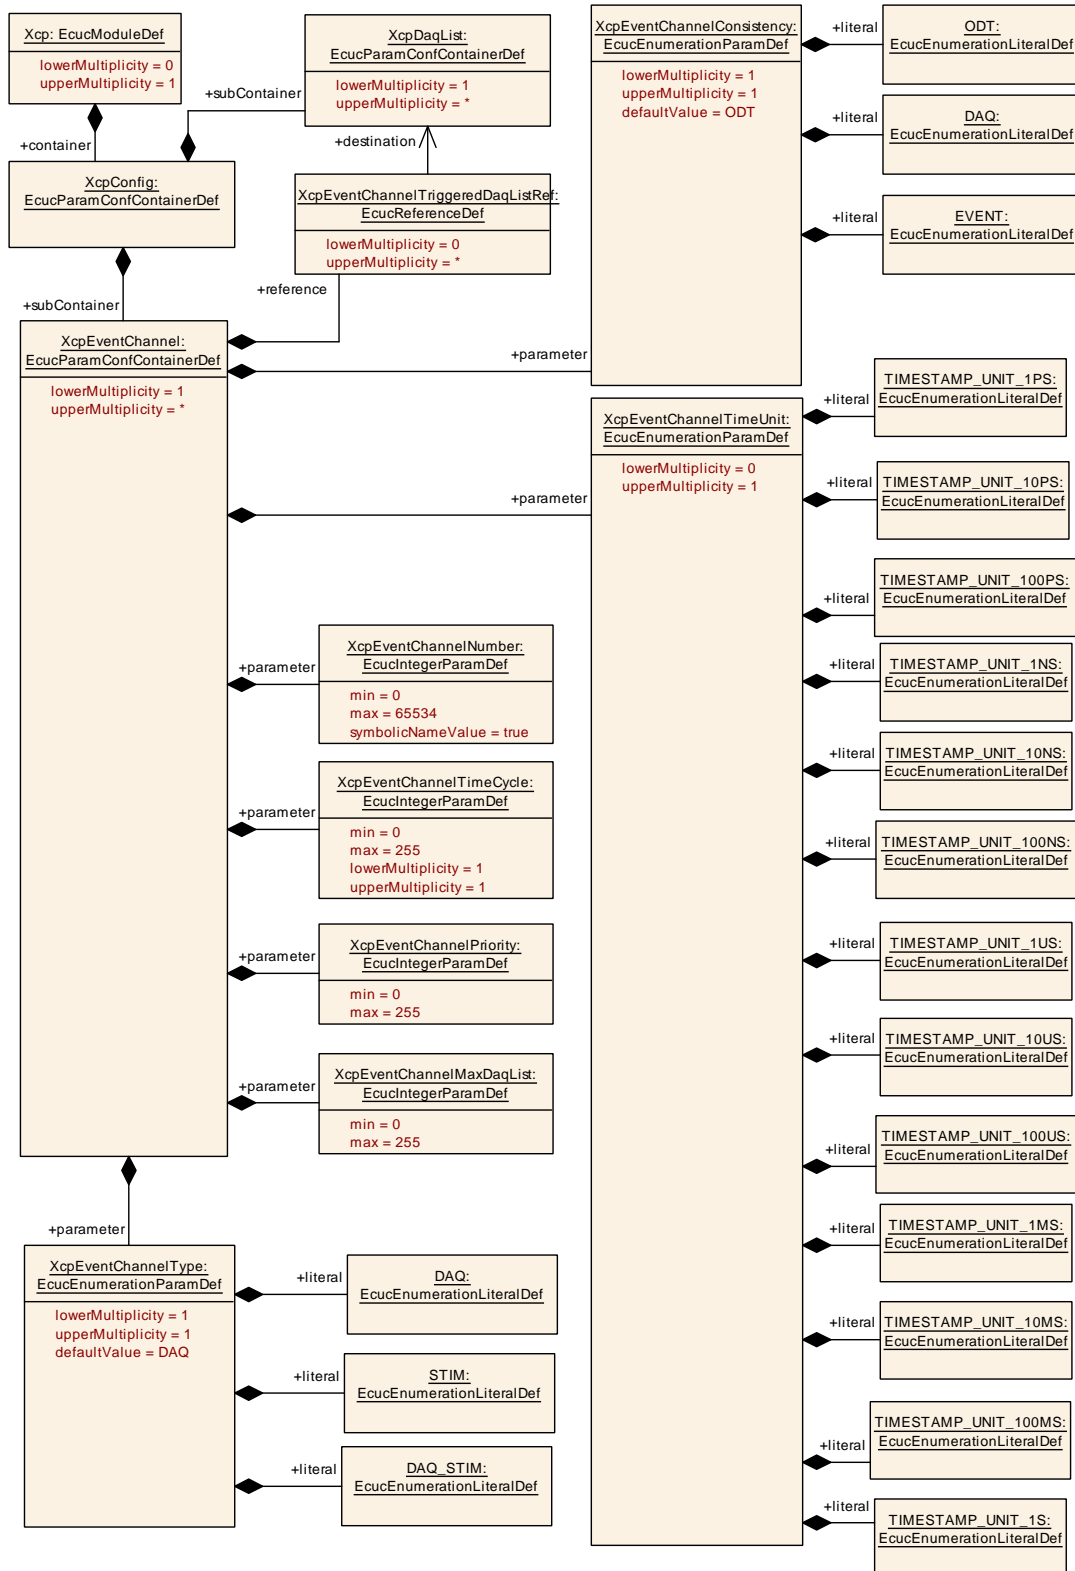 Xcp: EcucModuleDef
lowerMultiplicity = 0
upperMultiplicity = 1
+container
XcpConfig:
EcucParamConfContainerDef
+subContainer
XcpDaqList:
EcucParamConfContainerDef
lowerMultiplicity = 1
upperMultiplicity = *
+destination
XcpEventChannelTriggeredDaqListRef:
EcucReferenceDef
lowerMultiplicity = 0
upperMultiplicity = *
+reference
+subContainer
XcpEventChannel:
EcucParamConfContainerDef
lowerMultiplicity = 1
upperMultiplicity = *
+parameter
XcpEventChannelConsistency:
EcucEnumerationParamDef
lowerMultiplicity = 1
upperMultiplicity = 1
defaultValue = ODT
+literal
ODT:
EcucEnumerationLiteralDef
+literal
DAQ:
EcucEnumerationLiteralDef
+literal
EVENT:
EcucEnumerationLiteralDef
+parameter
XcpEventChannelTimeUnit:
EcucEnumerationParamDef
lowerMultiplicity = 0
upperMultiplicity = 1
+literal
TIMESTAMP_UNIT_1PS:
EcucEnumerationLiteralDef
+literal
TIMESTAMP_UNIT_10PS:
EcucEnumerationLiteralDef
+literal
TIMESTAMP_UNIT_100PS:
EcucEnumerationLiteralDef
+literal
TIMESTAMP_UNIT_1NS:
EcucEnumerationLiteralDef
+literal
TIMESTAMP_UNIT_10NS:
EcucEnumerationLiteralDef
+literal
TIMESTAMP_UNIT_100NS:
EcucEnumerationLiteralDef
+literal
TIMESTAMP_UNIT_1US:
EcucEnumerationLiteralDef
+literal
TIMESTAMP_UNIT_10US:
EcucEnumerationLiteralDef
+literal
TIMESTAMP_UNIT_100US:
EcucEnumerationLiteralDef
+literal
TIMESTAMP_UNIT_1MS:
EcucEnumerationLiteralDef
+literal
TIMESTAMP_UNIT_10MS:
EcucEnumerationLiteralDef
+literal
TIMESTAMP_UNIT_100MS:
EcucEnumerationLiteralDef
+literal
TIMESTAMP_UNIT_1S:
EcucEnumerationLiteralDef
+parameter
XcpEventChannelNumber:
EcucIntegerParamDef
min = 0
max = 65534
symbolicNameValue = true
+parameter
XcpEventChannelTimeCycle:
EcucIntegerParamDef
min = 0
max = 255
lowerMultiplicity = 1
upperMultiplicity = 1
+parameter
XcpEventChannelPriority:
EcucIntegerParamDef
min = 0
max = 255
+parameter
XcpEventChannelMaxDaqList:
EcucIntegerParamDef
min = 0
max = 255
+parameter
XcpEventChannelType:
EcucEnumerationParamDef
lowerMultiplicity = 1
upperMultiplicity = 1
defaultValue = DAQ
+literal
DAQ:
EcucEnumerationLiteralDef
+literal
STIM:
EcucEnumerationLiteralDef
+literal
DAQ_STIM:
EcucEnumerationLiteralDef